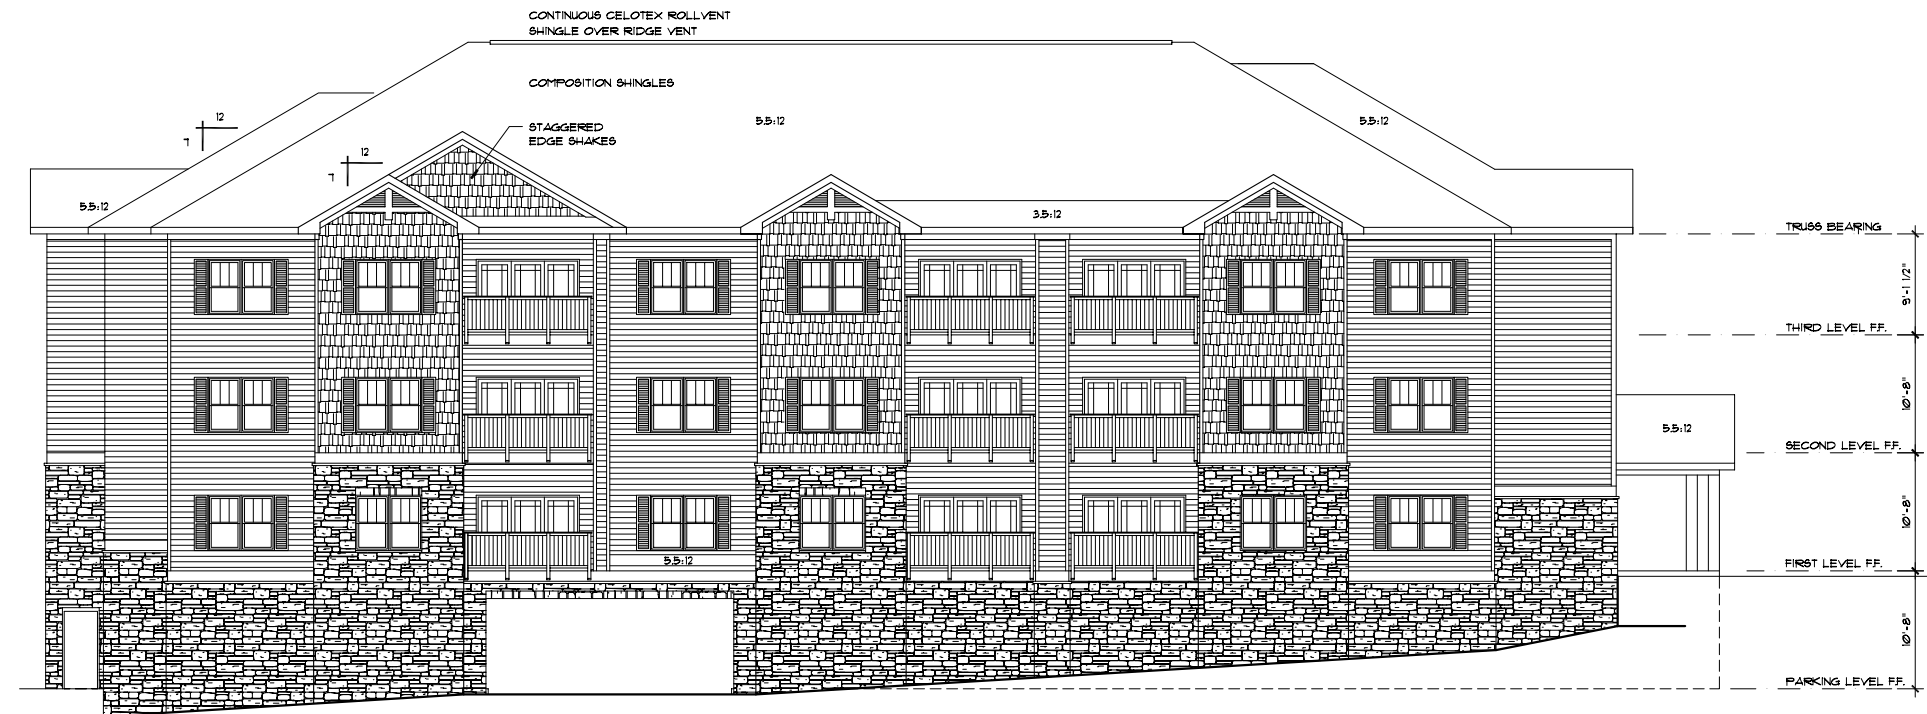 CONTINUOUS CELOTEX ROLLVENT
SHINGLE OVER RIDGE VENT
COMPOSITION SHINGLES
12
7
STAGGERED
EDGE SHAKES
5.5:12
5.5:12
12
7
5.5:12
3.5:12
TRUSS BEARING
9'-1 1/2"
THIRD LEVEL F.F.
10'-8"
5.5:12
SECOND LEVEL F.F.
10'-8"
5.5:12
FIRST LEVEL F.F.
10'-8"
PARKING LEVEL F.F.